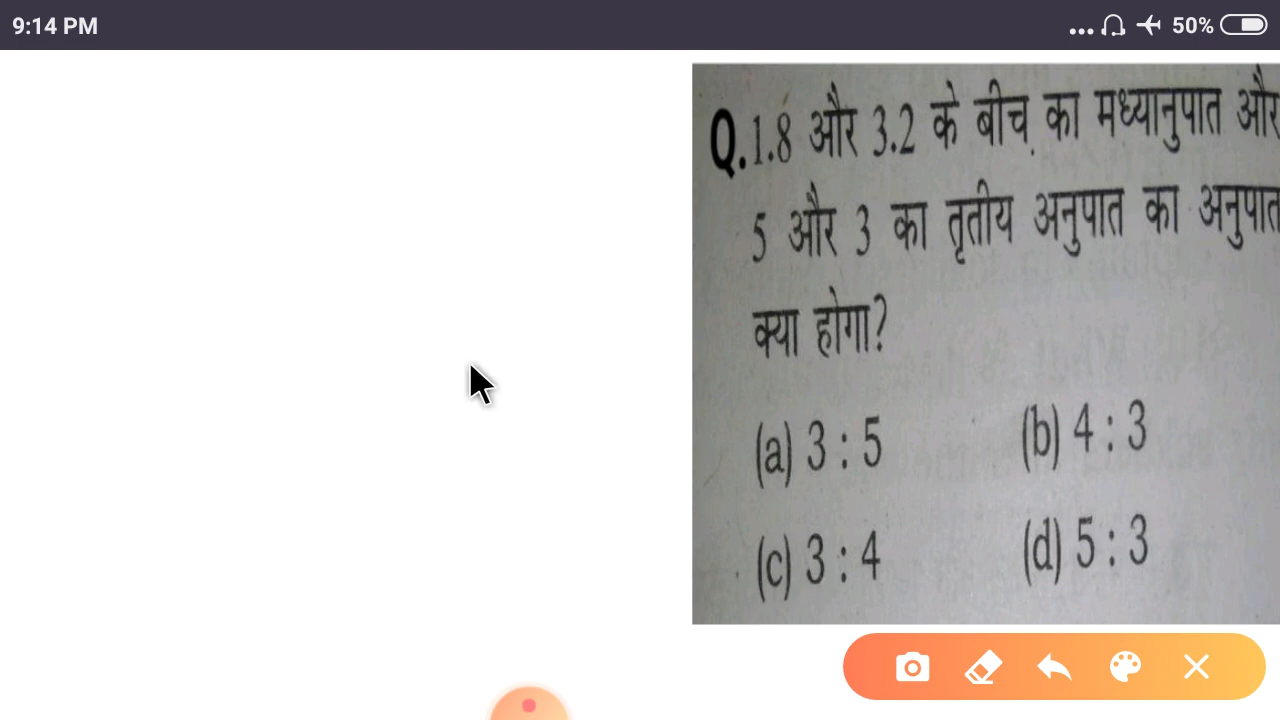 9:14 PM
50%
Q.1.8 और 3.2 के बीच का मध्यानुपात और
5 और 3 का तृतीय अनुपात का अनुपात
क्या होगा?
(a) 3 : 5 (b) 4 : 3
(c) 3 : 4 (d) 5 : 3